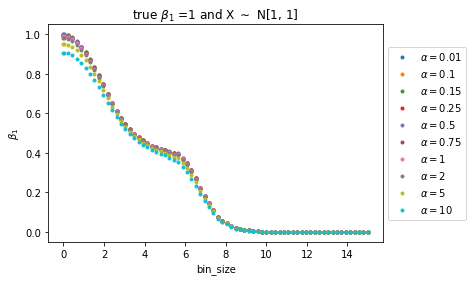 true β₁ =1 and X ∼ N[1, 1]
1.0
0.8
0.6
0.4
0.2
0.0
β₁
0 2 4 6 8 10 12 14
bin_size
α = 0.01
α = 0.1
α = 0.15
α = 0.25
α = 0.5
α = 0.75
α = 1
α = 2
α = 5
α = 10